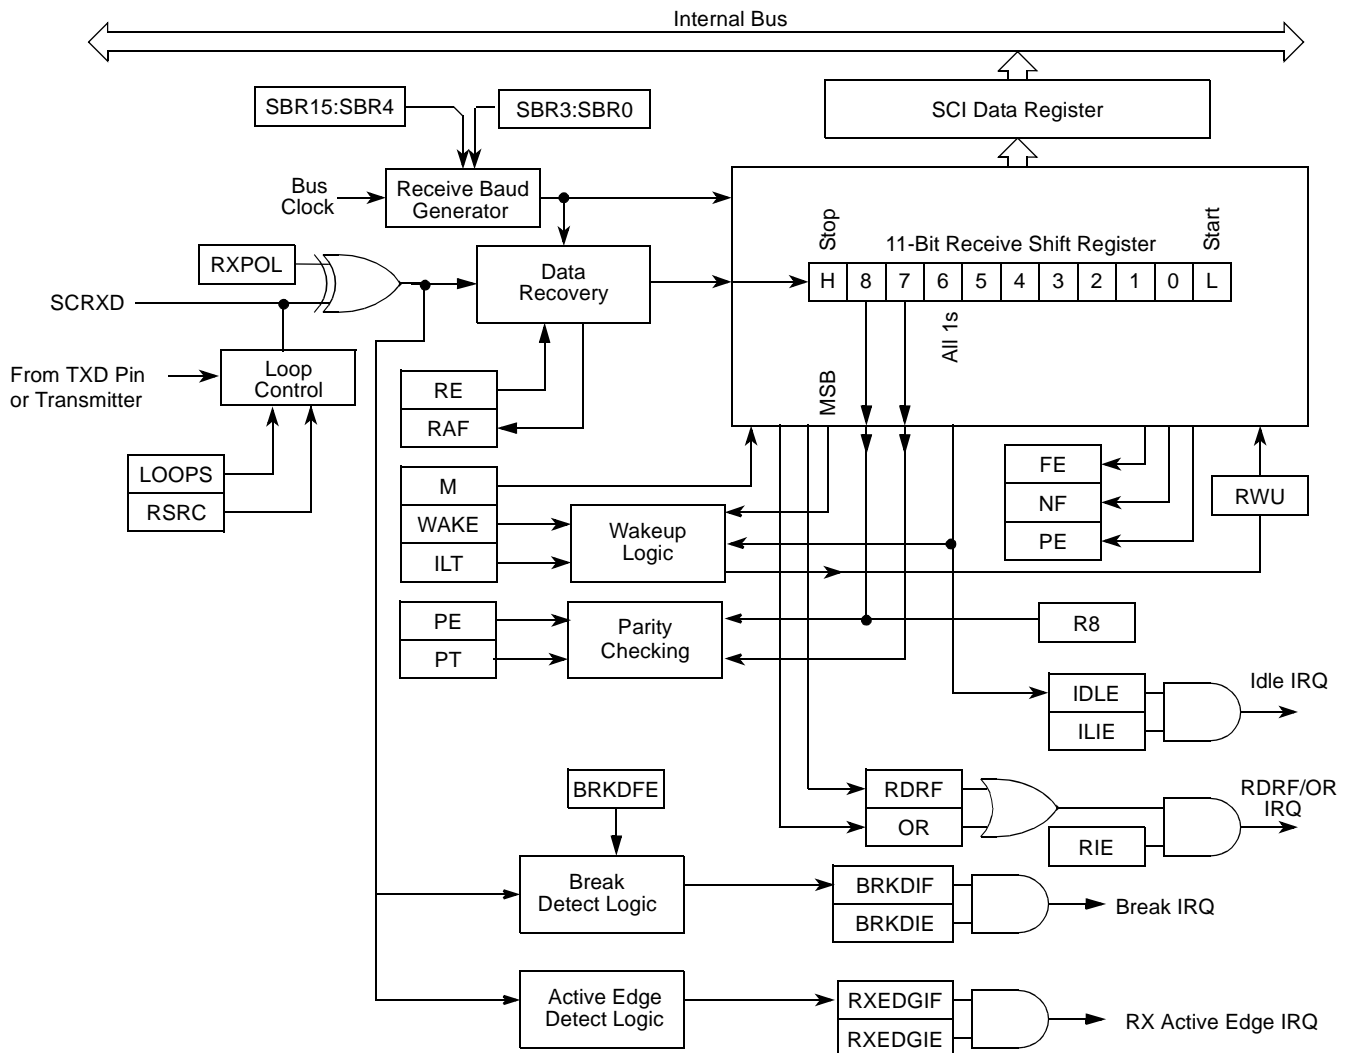 Internal Bus
SCI Data Register
SBR15:SBR4
SBR3:SBR0
Bus
Clock
Receive Baud
Generator
RXPOL
SCRXD
Data
Recovery
Stop
11-Bit Receive Shift Register
Start
H 8 7 6 5 4 3 2 1 0 L
All 1s
MSB
From TXD Pin
or Transmitter
Loop
Control
RE
RAF
LOOPS
RSRC
M
WAKE
ILT
Wakeup
Logic
FE
NF
PE
RWU
PE
PT
Parity
Checking
R8
IDLE
ILIE
Idle IRQ
BRKDFE
RDRF
OR
RIE
RDRF/OR
IRQ
Break
Detect Logic
BRKDIF
BRKDIE
Break IRQ
Active Edge
Detect Logic
RXEDGIF
RXEDGIE
RX Active Edge IRQ